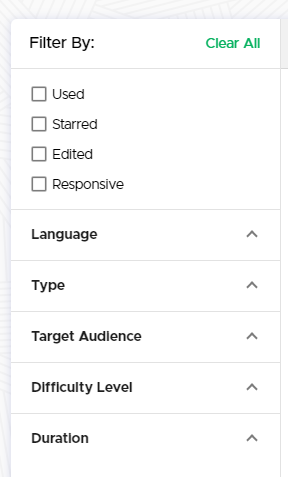 Filter By: Clear All
Used
Starred
Edited
Responsive
Language
Type
Target Audience
Difficulty Level
Duration